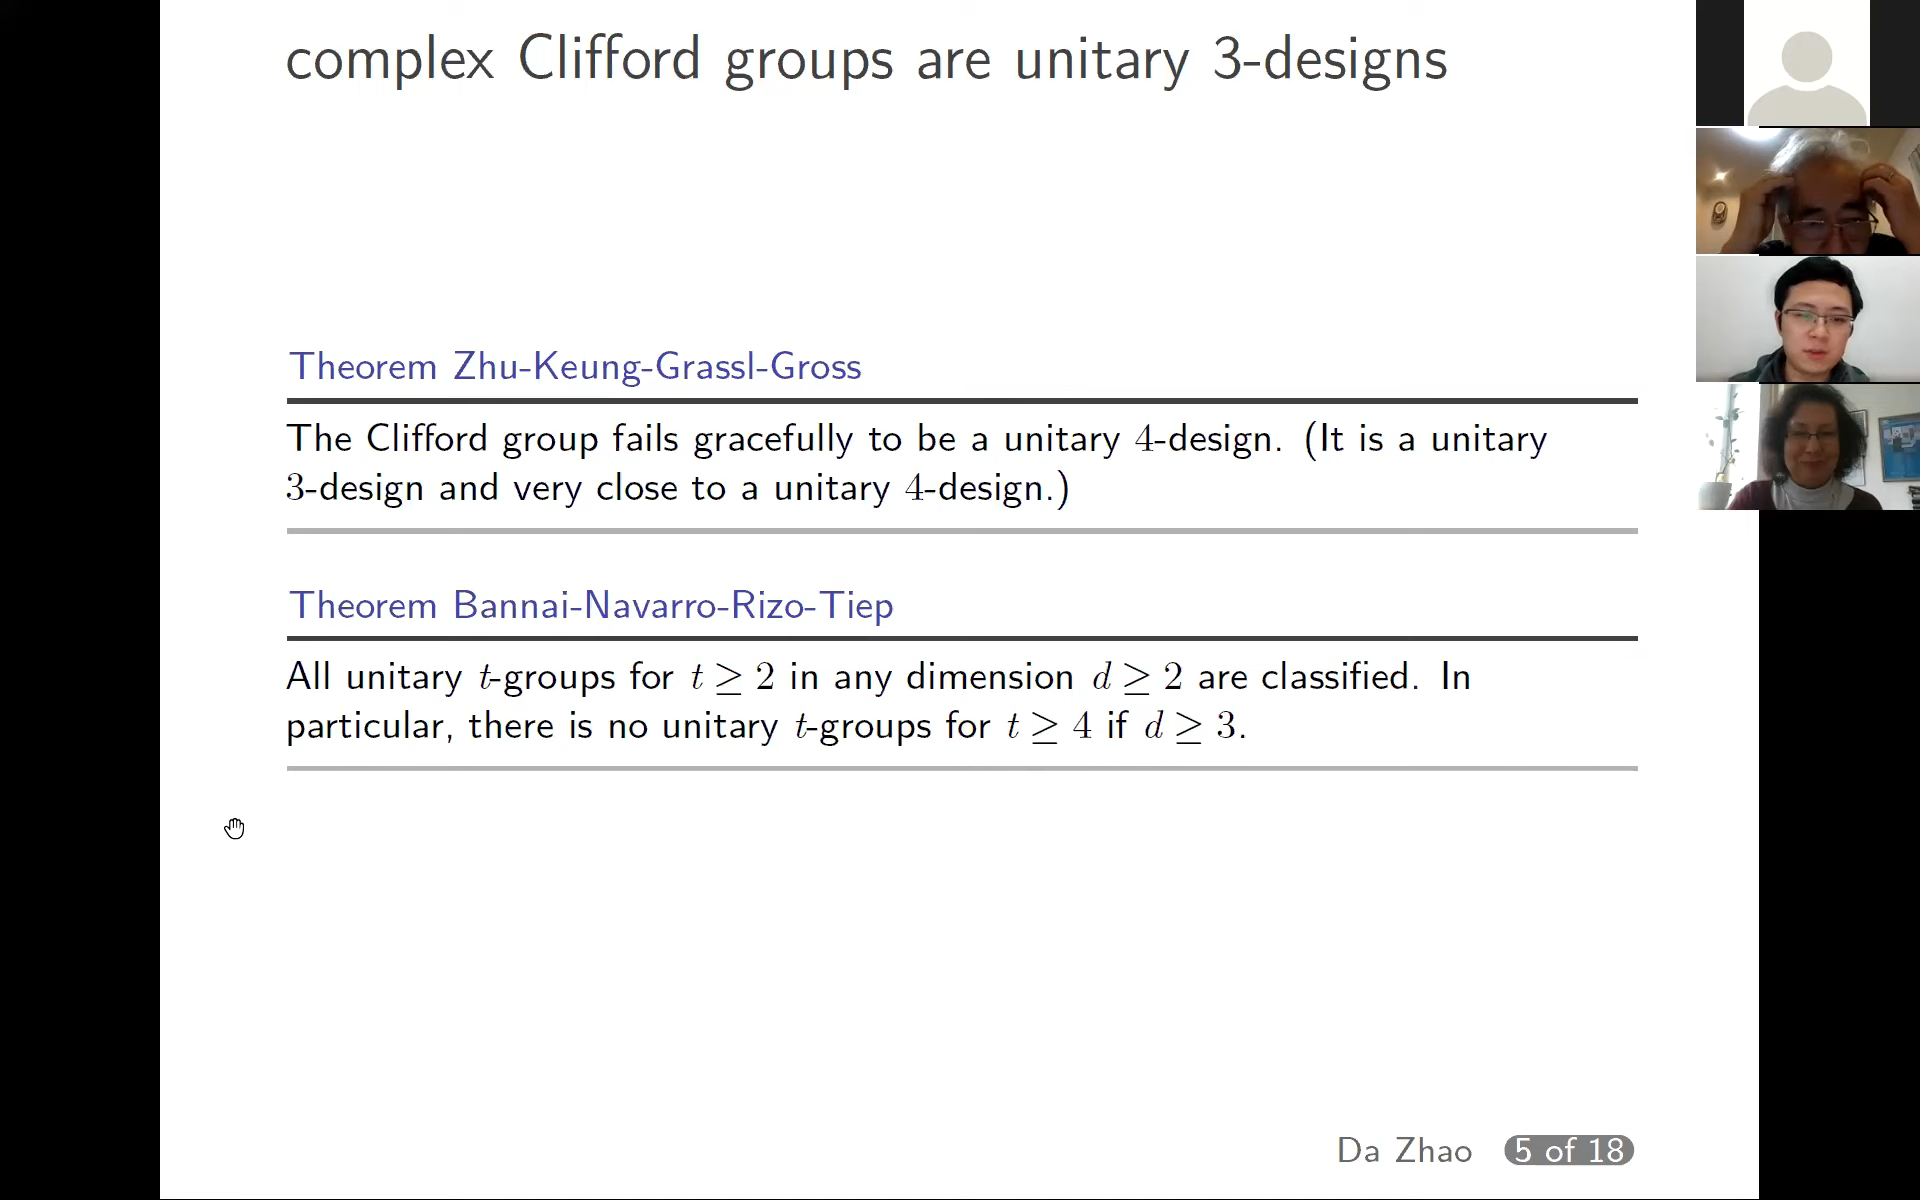 complex Clifford groups are unitary 3-designs
Theorem Zhu-Keung-Grassl-Gross
The Clifford group fails gracefully to be a unitary 4-design. (It is a unitary
3-design and very close to a unitary 4-design.)
Theorem Bannai-Navarro-Rizo-Tiep
All unitary t-groups for t ≥ 2 in any dimension d ≥ 2 are classified. In
particular, there is no unitary t-groups for t ≥ 4 if d ≥ 3.
Da Zhao 5 of 18